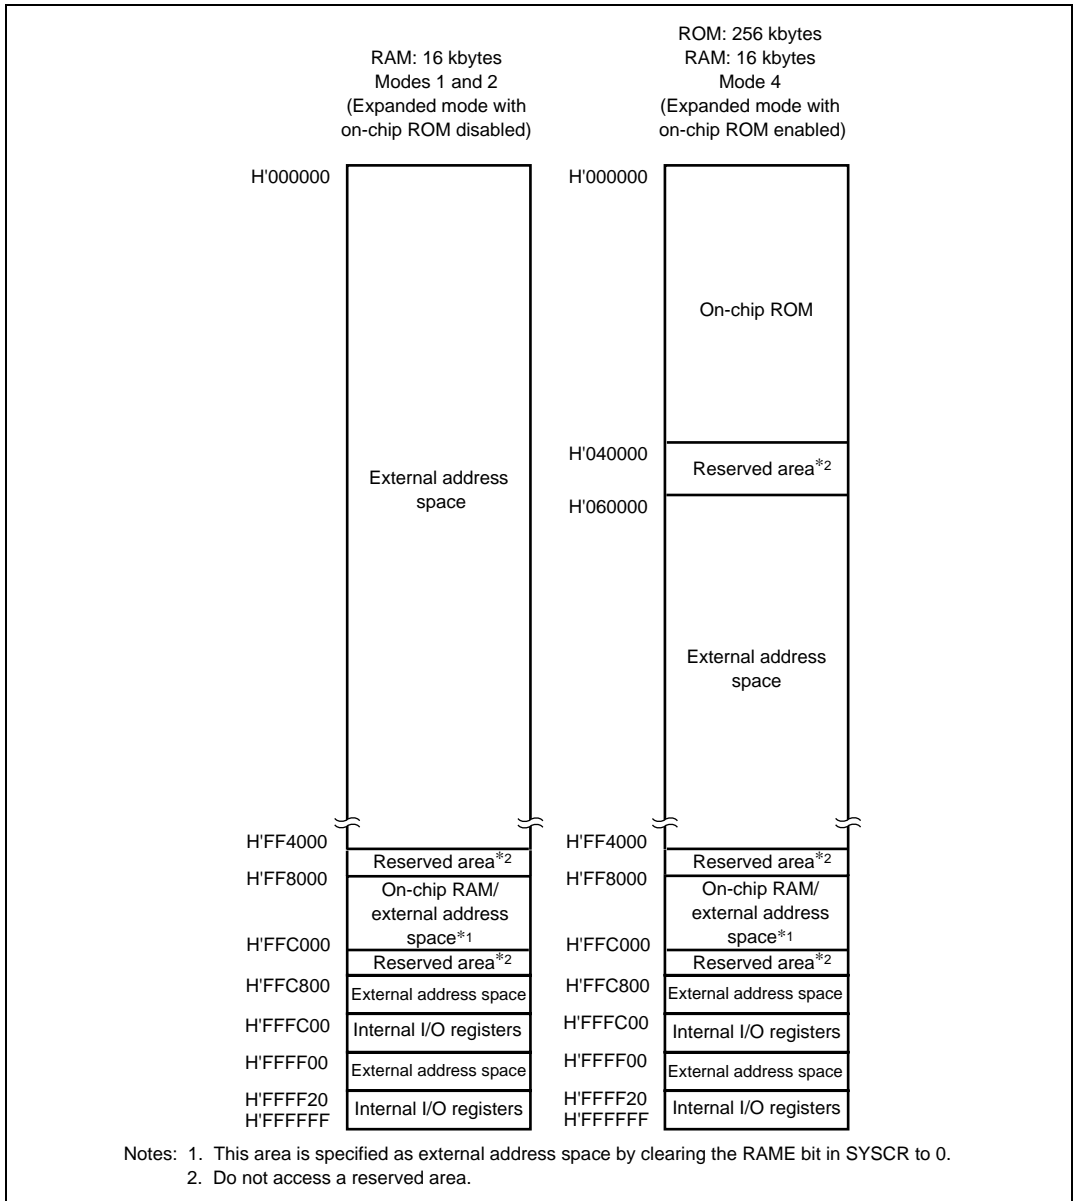 RAM: 16 kbytes
Modes 1 and 2
(Expanded mode with
on-chip ROM disabled)
H'000000
External address
space
H'FF4000
Reserved area*2
H'FF8000
On-chip RAM/
external address
space*1
H'FFC000
Reserved area*2
H'FFC800
External address space
H'FFFC00
Internal I/O registers
H'FFFF00
External address space
H'FFFF20
Internal I/O registers
H'FFFFFF
ROM: 256 kbytes
RAM: 16 kbytes
Mode 4
(Expanded mode with
on-chip ROM enabled)
H'000000
On-chip ROM
H'040000
Reserved area*2
H'060000
External address
space
H'FF4000
Reserved area*2
H'FF8000
On-chip RAM/
external address
space*1
H'FFC000
Reserved area*2
H'FFC800
External address space
H'FFFC00
Internal I/O registers
H'FFFF00
External address space
H'FFFF20
Internal I/O registers
H'FFFFFF
Notes: 1. This area is specified as external address space by clearing the RAME bit in SYSCR to 0.
2. Do not access a reserved area.